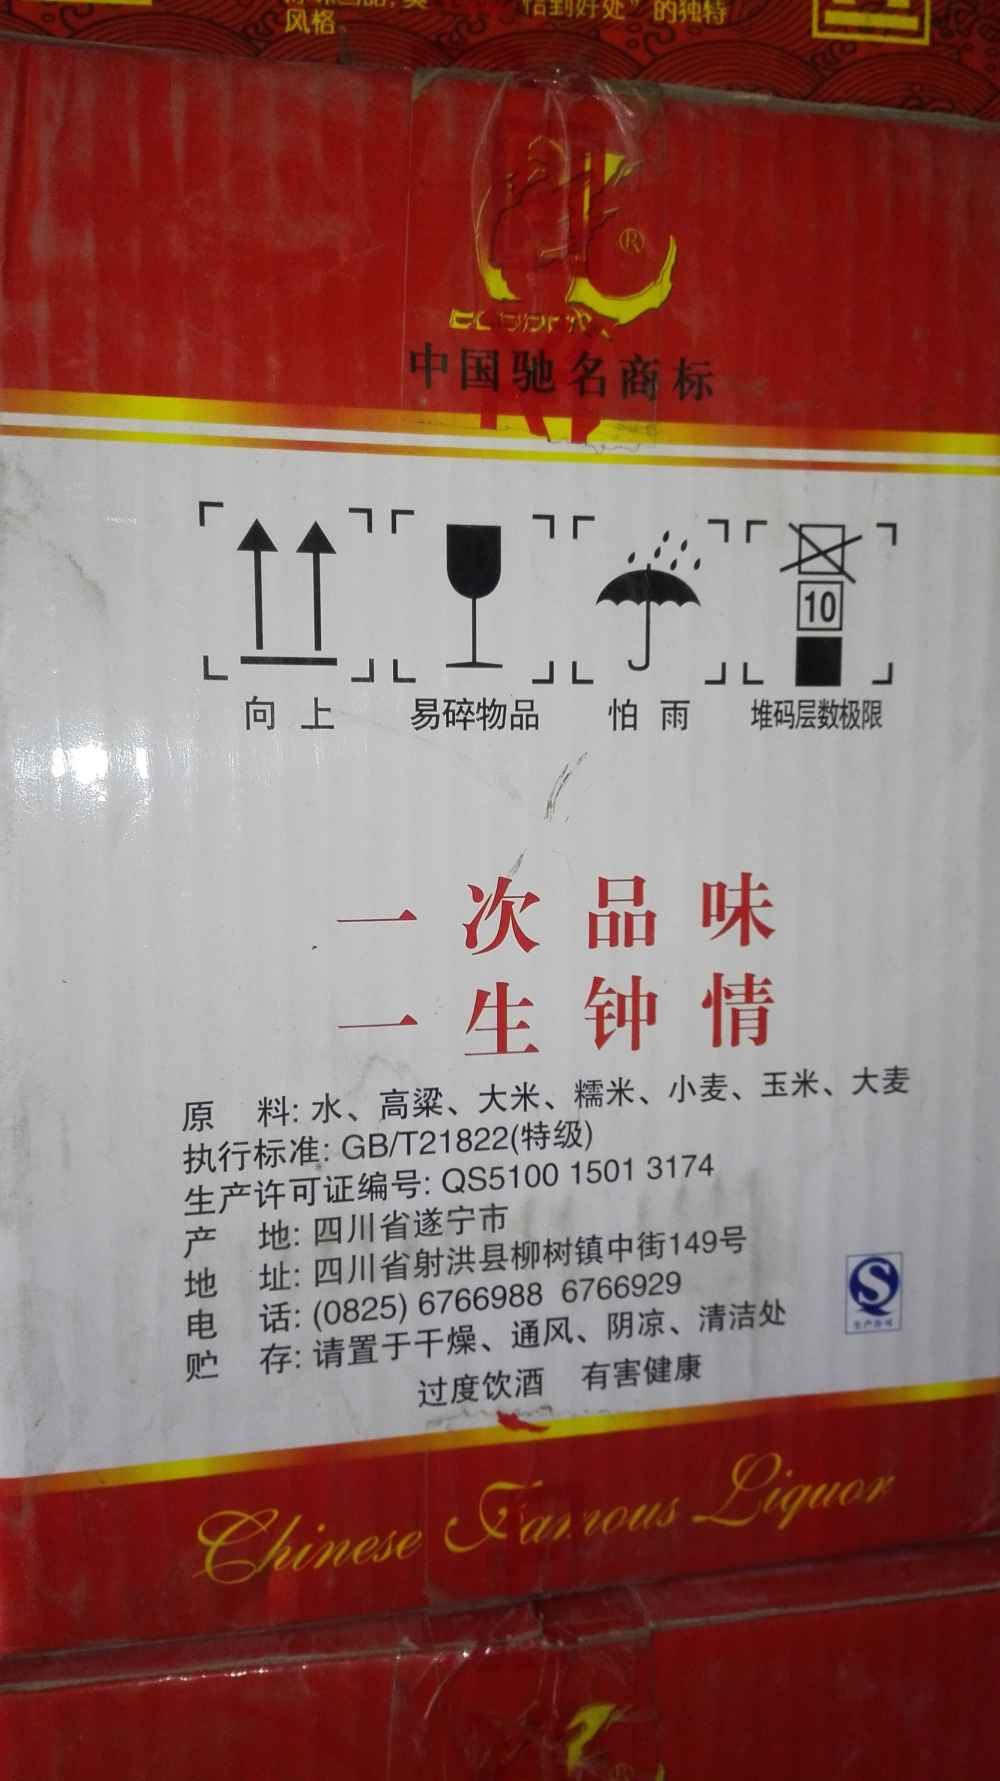 恰到好处”的独特
风格。
®
中国驰名商标
10
向上 易碎物品 怕雨 堆码层数极限
一次品味
一生钟情
原 料: 水、高粱、大米、糯米、小麦、玉米、大麦
执行标准: GB/T21822(特级)
生产许可证编号: QS5100 1501 3174
产 地: 四川省遂宁市
地 址: 四川省射洪县柳树镇中街149号
电 话: (0825) 6766988 6766929
贮 存: 请置于干燥、通风、阴凉、清洁处
生产许可
过度饮酒 有害健康
Chinese Famous Liquor